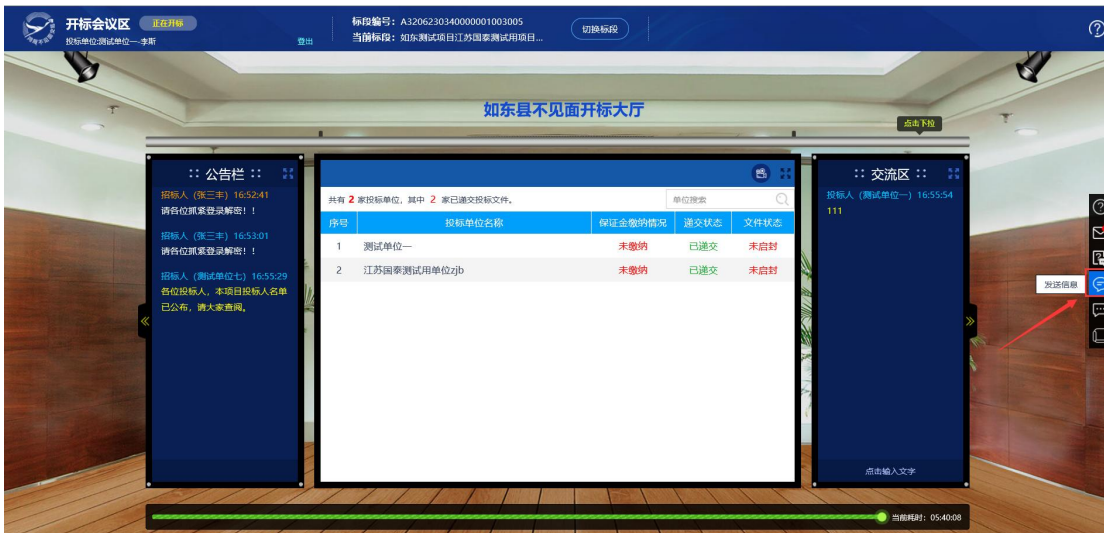 开标会议区 正在开标
投标单位:测试单位一-李斯 登出
标段编号：A3206230340000001003005
当前标段：如东测试项目江苏国泰测试用项目...
切换标段
如东县不见面开标大厅
点击下拉
:: 公告栏 ::
招标人（张三丰）16:52:41
请各位抓紧登录解密！！
招标人（张三丰）16:53:01
请各位抓紧登录解密！！
招标人（测试单位七）16:55:29
各位投标人，本项目投标人名单
已公布，请大家查阅。
共有 2 家投标单位，其中 2 家已递交投标文件。
单位搜索
序号 投标单位名称 保证金缴纳情况 递交状态 文件状态
1 测试单位一 未缴纳 已递交 未启封
2 江苏国泰测试用单位zjb 未缴纳 已递交 未启封
:: 交流区 ::
投标人（测试单位一）16:55:54
111
点击输入文字
发送信息
当前耗时：05:40:08